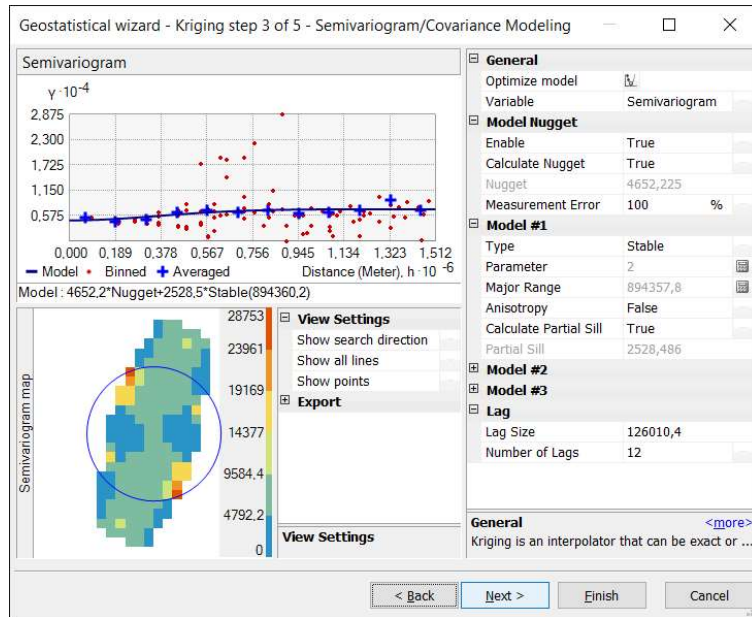 Geostatistical wizard - Kriging step 3 of 5 - Semivariogram/Covariance Modeling
Semivariogram
γ·10⁻⁴
2,875
2,300
1,725
1,150
0,575
0,000 0,189 0,378 0,567 0,756 0,945 1,134 1,323 1,512
Model Binned Averaged Distance (Meter), h·10⁻⁶
Model : 4652,2*Nugget+2528,5*Stable(894360,2)
Semivariogram map
28753
23961
19169
14377
9584,4
4792,2
0
View Settings
Show search direction
Show all lines
Show points
Export
View Settings
General
Optimize model
Variable Semivariogram
Model Nugget
Enable True
Calculate Nugget True
Nugget 4652,225
Measurement Error 100 %
Model #1
Type Stable
Parameter 2
Major Range 894357,8
Anisotropy False
Calculate Partial Sill True
Partial Sill 2528,486
Model #2
Model #3
Lag
Lag Size 126010,4
Number of Lags 12
General <more>
Kriging is an interpolator that can be exact or ...
< Back Next > Finish Cancel